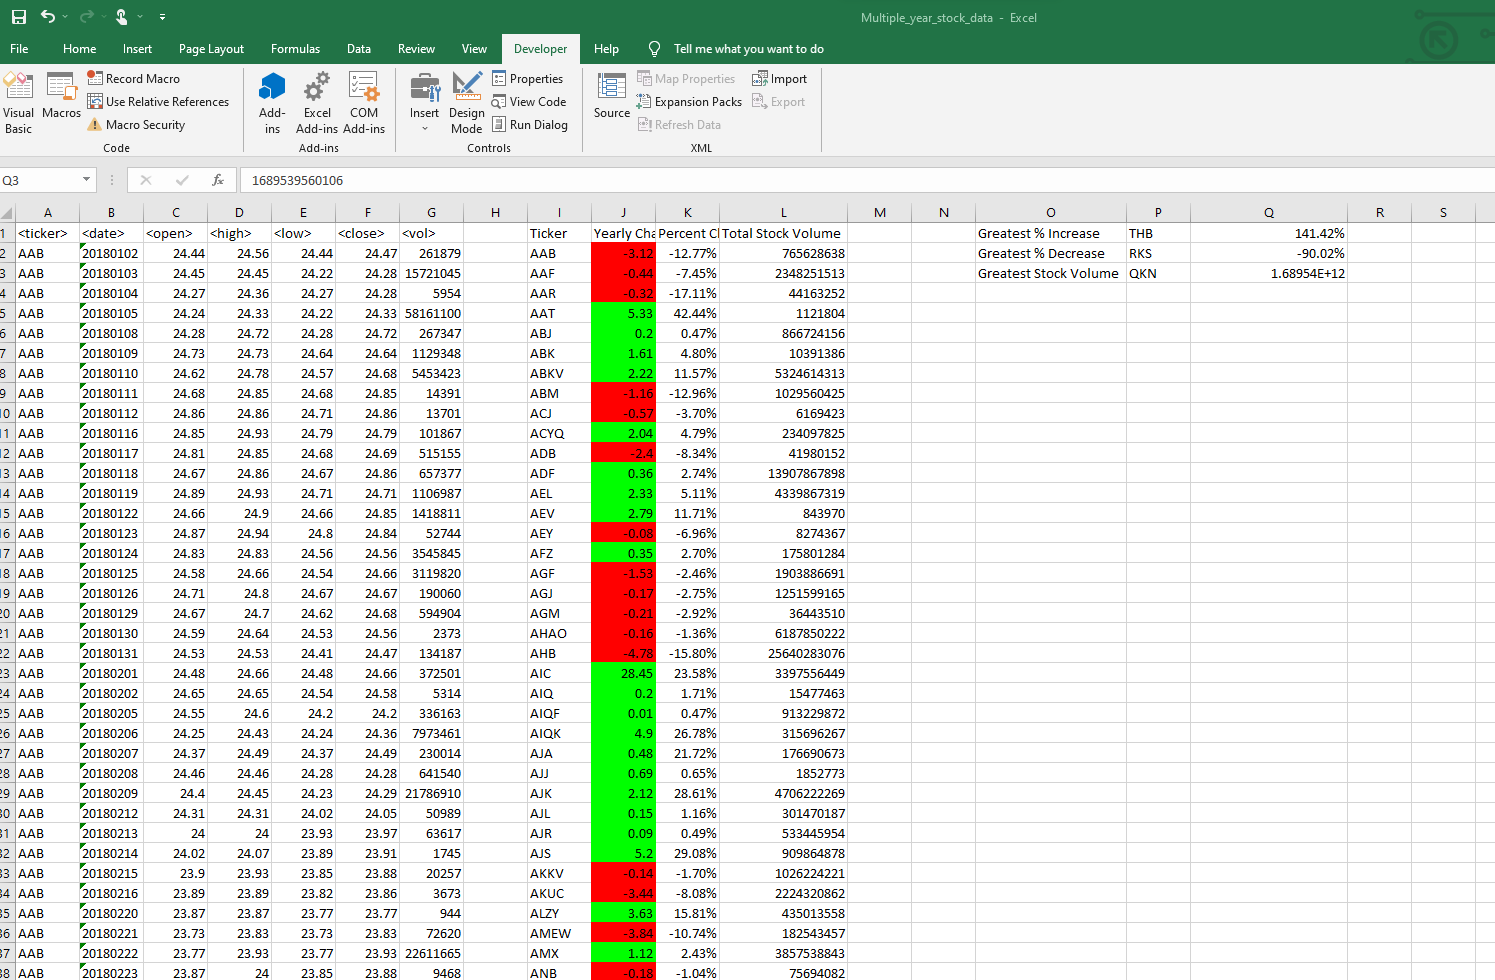 Multiple_year_stock_data - Excel
File Home Insert Page Layout Formulas Data Review View Developer Help Tell me what you want to do
Visual Basic Macros Record Macro Use Relative References Macro Security Code
Add-ins Excel Add-ins COM Add-ins Add-ins
Insert Design Mode Properties View Code Run Dialog Controls
Source Map Properties Expansion Packs Refresh Data Import Export XML
Q3 fx 1689539560106
A B C D E F G H I J K L M N O P Q R S
1 <ticker> <date> <open> <high> <low> <close> <vol> Ticker Yearly Cha Percent Cl Total Stock Volume Greatest % Increase THB 141.42%
2 AAB 20180102 24.44 24.56 24.44 24.47 261879 AAB -3.12 -12.77% 765628638 Greatest % Decrease RKS -90.02%
3 AAB 20180103 24.45 24.45 24.22 24.28 15721045 AAF -0.44 -7.45% 2348251513 Greatest Stock Volume QKN 1.68954E+12
4 AAB 20180104 24.27 24.36 24.27 24.28 5954 AAR -0.32 -17.11% 44163252
5 AAB 20180105 24.24 24.33 24.22 24.33 58161100 AAT 5.33 42.44% 1121804
6 AAB 20180108 24.28 24.72 24.28 24.72 267347 ABJ 0.2 0.47% 866724156
7 AAB 20180109 24.73 24.73 24.64 24.64 1129348 ABK 1.61 4.80% 10391386
8 AAB 20180110 24.62 24.78 24.57 24.68 5453423 ABKV 2.22 11.57% 5324614313
9 AAB 20180111 24.68 24.85 24.68 24.85 14391 ABM -1.16 -12.96% 1029560425
10 AAB 20180112 24.86 24.86 24.71 24.86 13701 ACJ -0.57 -3.70% 6169423
11 AAB 20180116 24.85 24.93 24.79 24.79 101867 ACYQ 2.04 4.79% 234097825
12 AAB 20180117 24.81 24.85 24.68 24.69 515155 ADB -2.4 -8.34% 41980152
13 AAB 20180118 24.67 24.86 24.67 24.86 657377 ADF 0.36 2.74% 13907867898
14 AAB 20180119 24.89 24.93 24.71 24.71 1106987 AEL 2.33 5.11% 4339867319
15 AAB 20180122 24.66 24.9 24.66 24.85 1418811 AEV 2.79 11.71% 843970
16 AAB 20180123 24.87 24.94 24.8 24.84 52744 AEY -0.08 -6.96% 8274367
17 AAB 20180124 24.83 24.83 24.56 24.56 3545845 AFZ 0.35 2.70% 175801284
18 AAB 20180125 24.58 24.66 24.54 24.66 3119820 AGF -1.53 -2.46% 1903886691
19 AAB 20180126 24.71 24.8 24.67 24.67 190060 AGJ -0.17 -2.75% 1251599165
20 AAB 20180129 24.67 24.7 24.62 24.68 594904 AGM -0.21 -2.92% 36443510
21 AAB 20180130 24.59 24.64 24.53 24.56 2373 AHAO -0.16 -1.36% 6187850222
22 AAB 20180131 24.53 24.53 24.41 24.47 134187 AHB -4.78 -15.80% 25640283076
23 AAB 20180201 24.48 24.66 24.48 24.66 372501 AIC 28.45 23.58% 3397556449
24 AAB 20180202 24.65 24.65 24.54 24.58 5314 AIQ 0.2 1.71% 15477463
25 AAB 20180205 24.55 24.6 24.2 24.2 336163 AIQF 0.01 0.47% 913229872
26 AAB 20180206 24.25 24.43 24.24 24.36 7973461 AIQK 4.9 26.78% 315696267
27 AAB 20180207 24.37 24.49 24.37 24.49 230014 AJA 0.48 21.72% 176690673
28 AAB 20180208 24.46 24.46 24.28 24.28 641540 AJJ 0.69 0.65% 1852773
29 AAB 20180209 24.4 24.45 24.23 24.29 21786910 AJK 2.12 28.61% 4706222269
30 AAB 20180212 24.31 24.31 24.02 24.05 50989 AJL 0.15 1.16% 301470187
31 AAB 20180213 24 24 23.93 23.97 63617 AJR 0.09 0.49% 533445954
32 AAB 20180214 24.02 24.07 23.89 23.91 1745 AJS 5.2 29.08% 909864878
33 AAB 20180215 23.9 23.93 23.85 23.88 20257 AKKV -0.14 -1.70% 1026224221
34 AAB 20180216 23.89 23.89 23.82 23.86 3673 AKUC -3.44 -8.08% 2224320862
35 AAB 20180220 23.87 23.87 23.77 23.77 944 ALZY 3.63 15.81% 435013558
36 AAB 20180221 23.73 23.83 23.73 23.83 72620 AMEW -3.84 -10.74% 182543457
37 AAB 20180222 23.77 23.93 23.77 23.93 22611665 AMX 1.12 2.43% 3857538843
38 AAB 20180223 23.87 24 23.85 23.88 9468 ANB -0.18 -1.04% 75694082